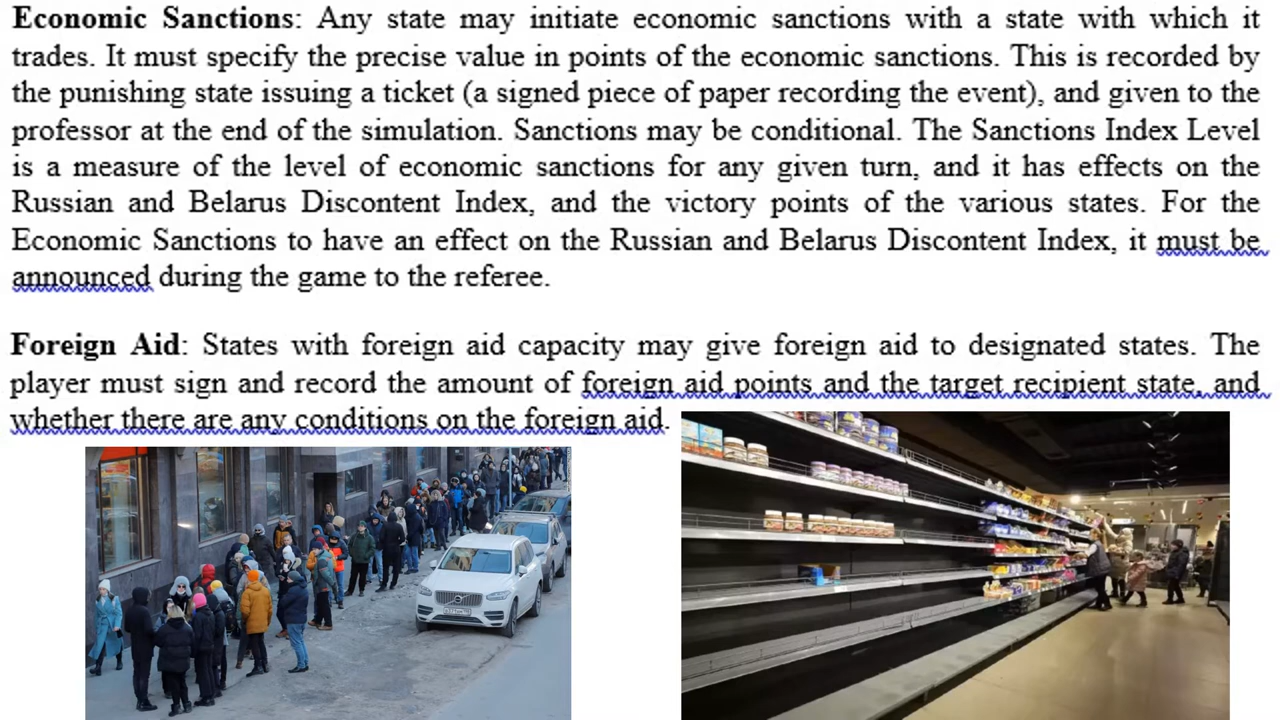 Economic Sanctions: Any state may initiate economic sanctions with a state with which it
trades. It must specify the precise value in points of the economic sanctions. This is recorded by
the punishing state issuing a ticket (a signed piece of paper recording the event), and given to the
professor at the end of the simulation. Sanctions may be conditional. The Sanctions Index Level
is a measure of the level of economic sanctions for any given turn, and it has effects on the
Russian and Belarus Discontent Index, and the victory points of the various states. For the
Economic Sanctions to have an effect on the Russian and Belarus Discontent Index, it must be
announced during the game to the referee.
Foreign Aid: States with foreign aid capacity may give foreign aid to designated states. The
player must sign and record the amount of foreign aid points and the target recipient state, and
whether there are any conditions on the foreign aid.